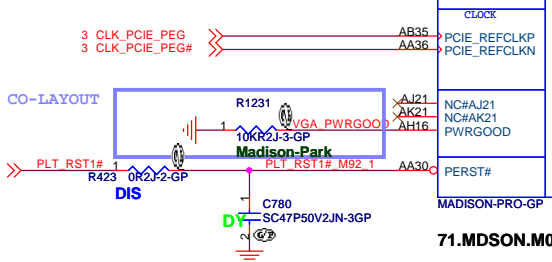 CLOCK
3 CLK_PCIE_PEG
AB35
PCIE_REFCLKP
3 CLK_PCIE_PEG#
AA36
PCIE_REFCLKN
CO-LAYOUT
R1231
AJ21
NC#AJ21
AK21
NC#AK21
1
VGA_PWRGOOD
AH16
PWRGOOD
10KR2J-3-GP
Madison-Park
PLT_RST1#
1
PLT_RST1#_M92_1
AA30
PERST#
R423
0R2J-2-GP
DIS
MADISON-PRO-GP
1
C780
DY
SC47P50V2JN-3GP
2
71.MDSON.M0